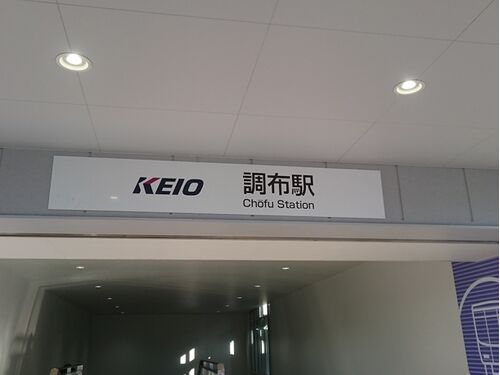 KEIO
調布駅
Chōfu Station